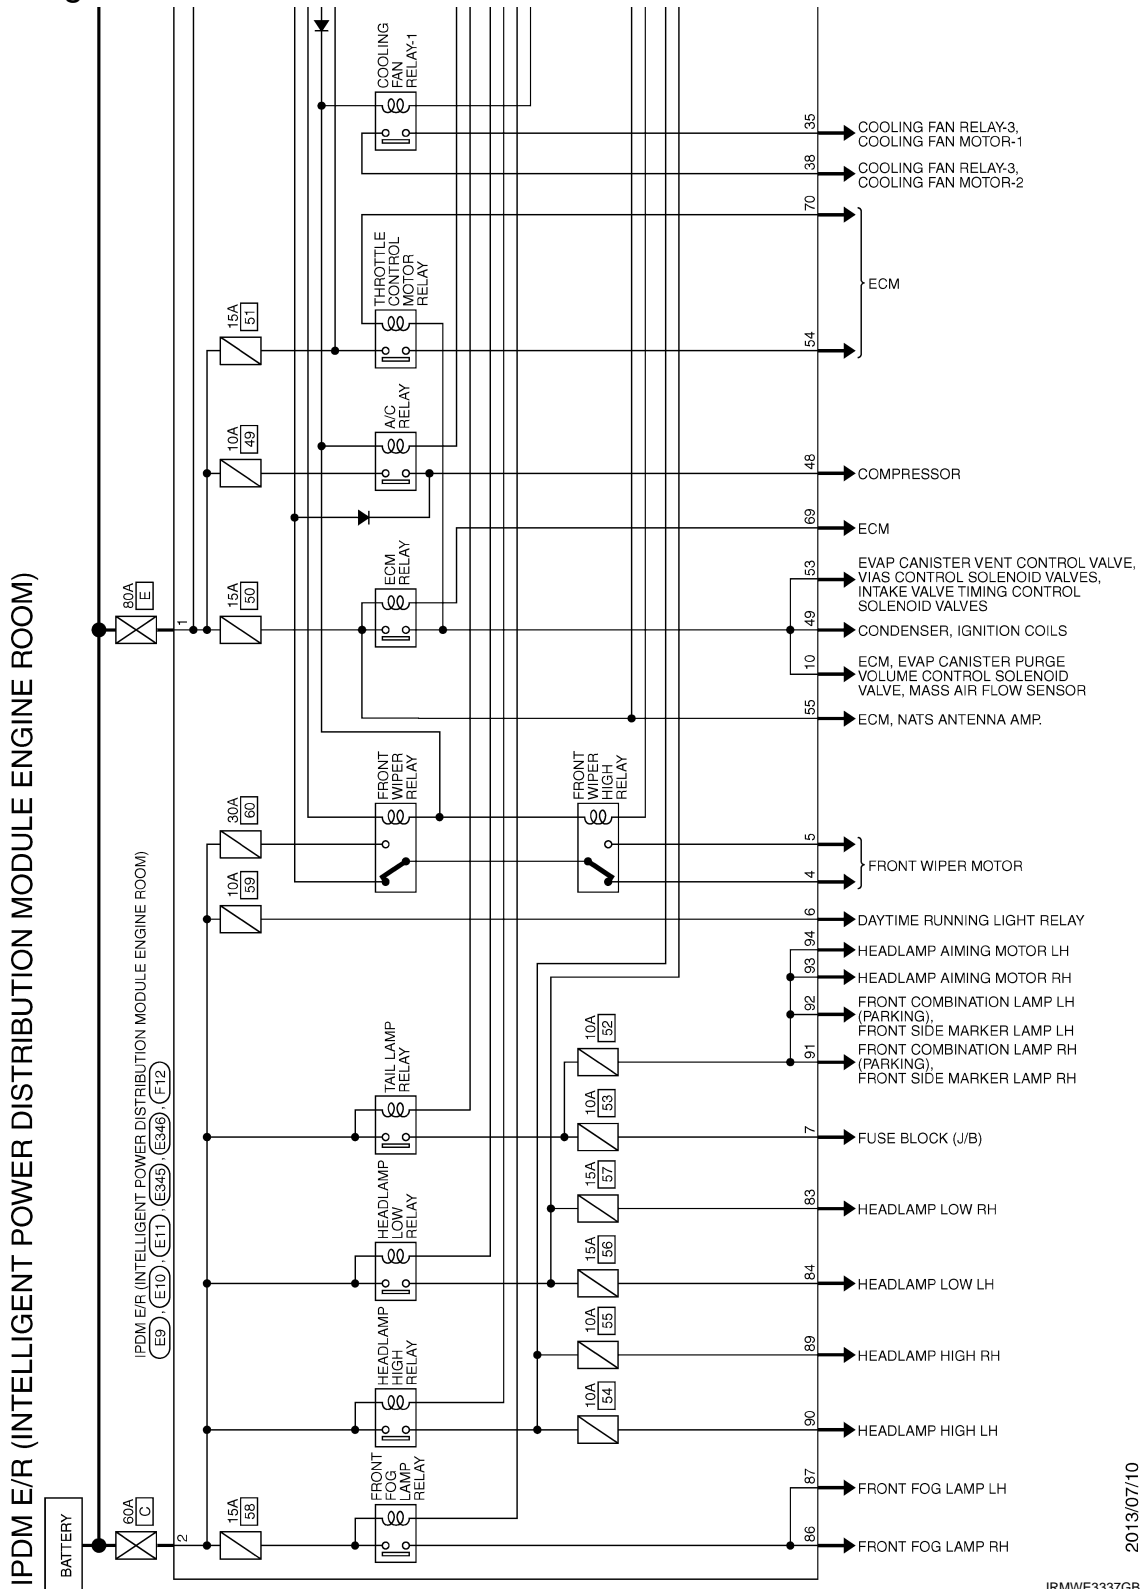 IPDM E/R (INTELLIGENT POWER DISTRIBUTION MODULE ENGINE ROOM)
BATTERY
60A
C
80A
E
IPDM E/R (INTELLIGENT POWER DISTRIBUTION MODULE ENGINE ROOM)
E9 , E10 , E11 , E345 , E346 , F12
1
2
15A
51
10A
49
15A
50
30A
60
10A
59
15A
58
COOLING
FAN
RELAY-1
THROTTLE
CONTROL
MOTOR
RELAY
A/C
RELAY
ECM
RELAY
FRONT
WIPER
RELAY
FRONT
WIPER
HIGH
RELAY
TAIL LAMP
RELAY
HEADLAMP
LOW
RELAY
HEADLAMP
HIGH
RELAY
FRONT
FOG
LAMP
RELAY
10A
52
10A
53
15A
57
15A
56
10A
55
10A
54
35
COOLING FAN RELAY-3,
COOLING FAN MOTOR-1
38
COOLING FAN RELAY-3,
COOLING FAN MOTOR-2
70
ECM
54
48
COMPRESSOR
69
ECM
53
EVAP CANISTER VENT CONTROL VALVE,
VIAS CONTROL SOLENOID VALVES,
INTAKE VALVE TIMING CONTROL
SOLENOID VALVES
49
CONDENSER, IGNITION COILS
10
ECM, EVAP CANISTER PURGE
VOLUME CONTROL SOLENOID
VALVE, MASS AIR FLOW SENSOR
55
ECM, NATS ANTENNA AMP.
5
FRONT WIPER MOTOR
4
6
DAYTIME RUNNING LIGHT RELAY
94
HEADLAMP AIMING MOTOR LH
93
HEADLAMP AIMING MOTOR RH
92
FRONT COMBINATION LAMP LH
(PARKING),
FRONT SIDE MARKER LAMP LH
91
FRONT COMBINATION LAMP RH
(PARKING),
FRONT SIDE MARKER LAMP RH
7
FUSE BLOCK (J/B)
83
HEADLAMP LOW RH
84
HEADLAMP LOW LH
89
HEADLAMP HIGH RH
90
HEADLAMP HIGH LH
87
FRONT FOG LAMP LH
86
FRONT FOG LAMP RH
2013/07/10
JRMWF3337GB